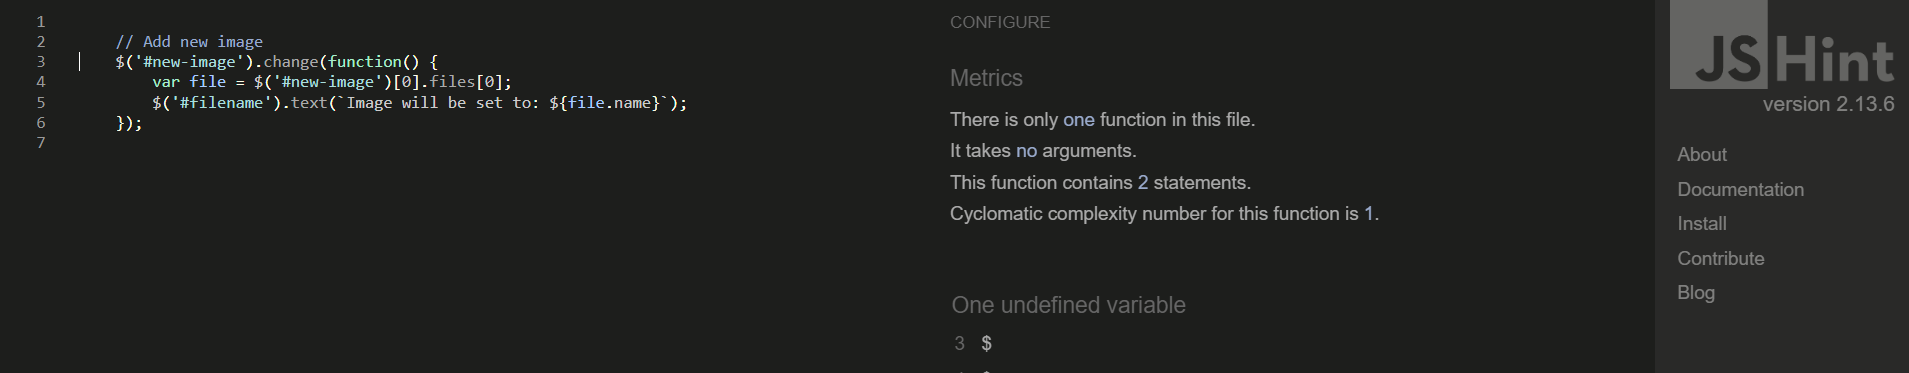 1
2 // Add new image
3 $('#new-image').change(function() {
4 var file = $('#new-image')[0].files[0];
5 $('#filename').text(`Image will be set to: ${file.name}`);
6 });
7
CONFIGURE
Metrics
There is only one function in this file.
It takes no arguments.
This function contains 2 statements.
Cyclomatic complexity number for this function is 1.
One undefined variable
3 $
JSHint
version 2.13.6
About
Documentation
Install
Contribute
Blog